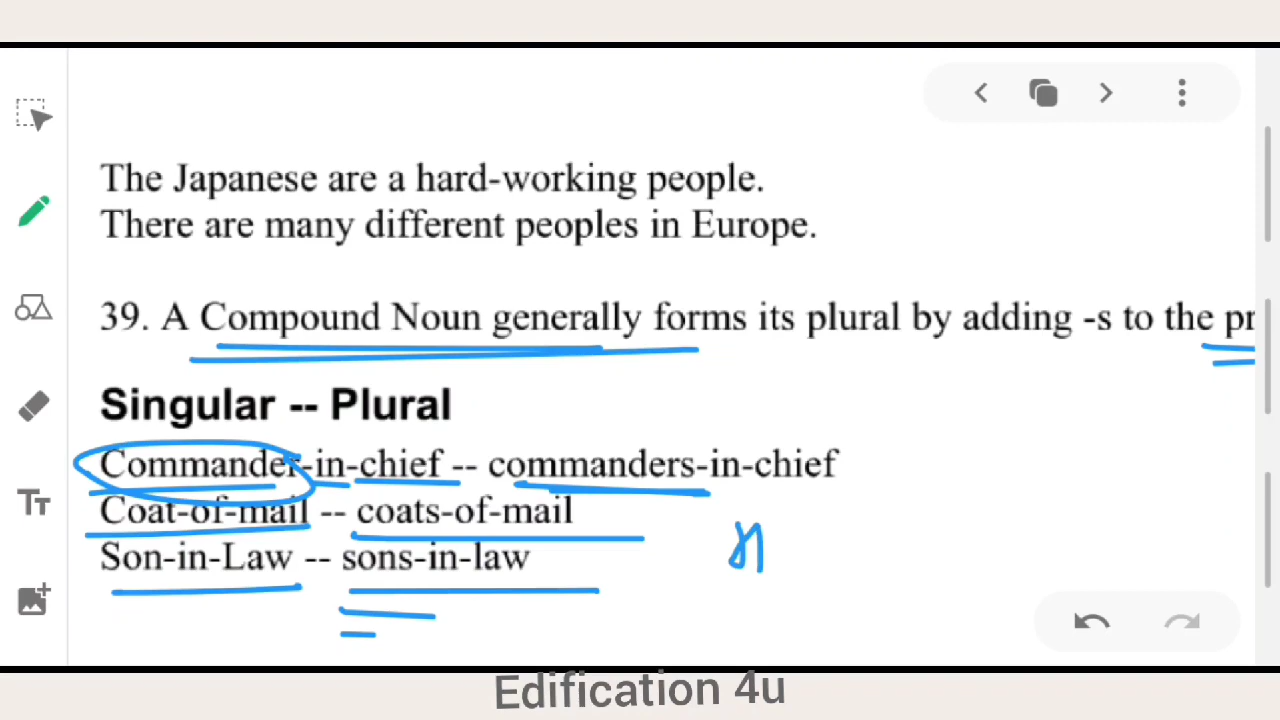 The Japanese are a hard-working people.
There are many different peoples in Europe.
39. A Compound Noun generally forms its plural by adding -s to the pr
Singular -- Plural
Commander-in-chief -- commanders-in-chief
Coat-of-mail -- coats-of-mail
Son-in-Law -- sons-in-law
Edification 4u